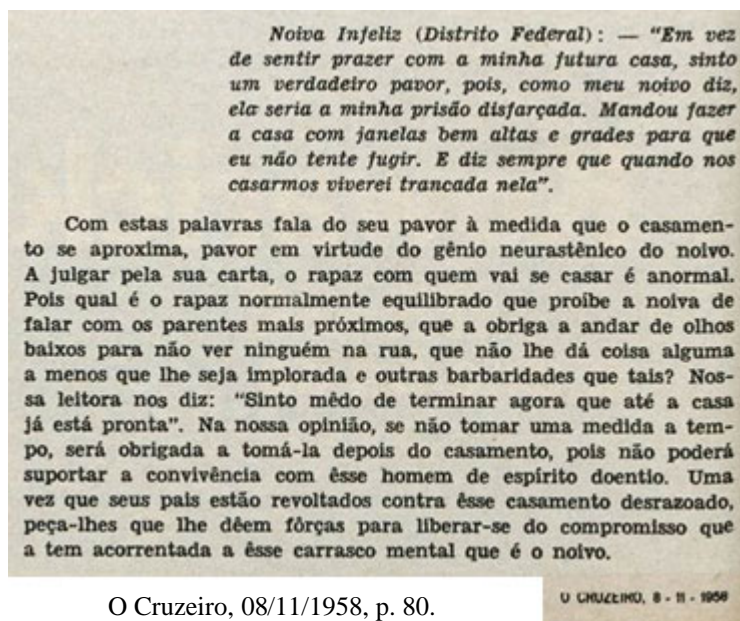 Noiva Infeliz (Distrito Federal): — "Em vez
de sentir prazer com a minha futura casa, sinto
um verdadeiro pavor, pois, como meu noivo diz,
ela seria a minha prisão disfarçada. Mandou fazer
a casa com janelas bem altas e grades para que
eu não tente fugir. E diz sempre que quando nos
casarmos viverei trancada nela".
Com estas palavras fala do seu pavor à medida que o casamen-
to se aproxima, pavor em virtude do gênio neurastênico do noivo.
A julgar pela sua carta, o rapaz com quem vai se casar é anormal.
Pois qual é o rapaz normalmente equilibrado que proíbe a noiva de
falar com os parentes mais próximos, que a obriga a andar de olhos
baixos para não ver ninguém na rua, que não lhe dá coisa alguma
a menos que lhe seja implorada e outras barbaridades que tais? Nos-
sa leitora nos diz: "Sinto mêdo de terminar agora que até a casa
já está pronta". Na nossa opinião, se não tomar uma medida a tem-
po, será obrigada a tomá-la depois do casamento, pois não poderá
suportar a convivência com êsse homem de espírito doentio. Uma
vez que seus pais estão revoltados contra êsse casamento desrazoado,
peça-lhes que lhe dêem fôrças para liberar-se do compromisso que
a tem acorrentada a êsse carrasco mental que é o noivo.
O CRUZEIRO, 8 - 11 - 1958
O Cruzeiro, 08/11/1958, p. 80.